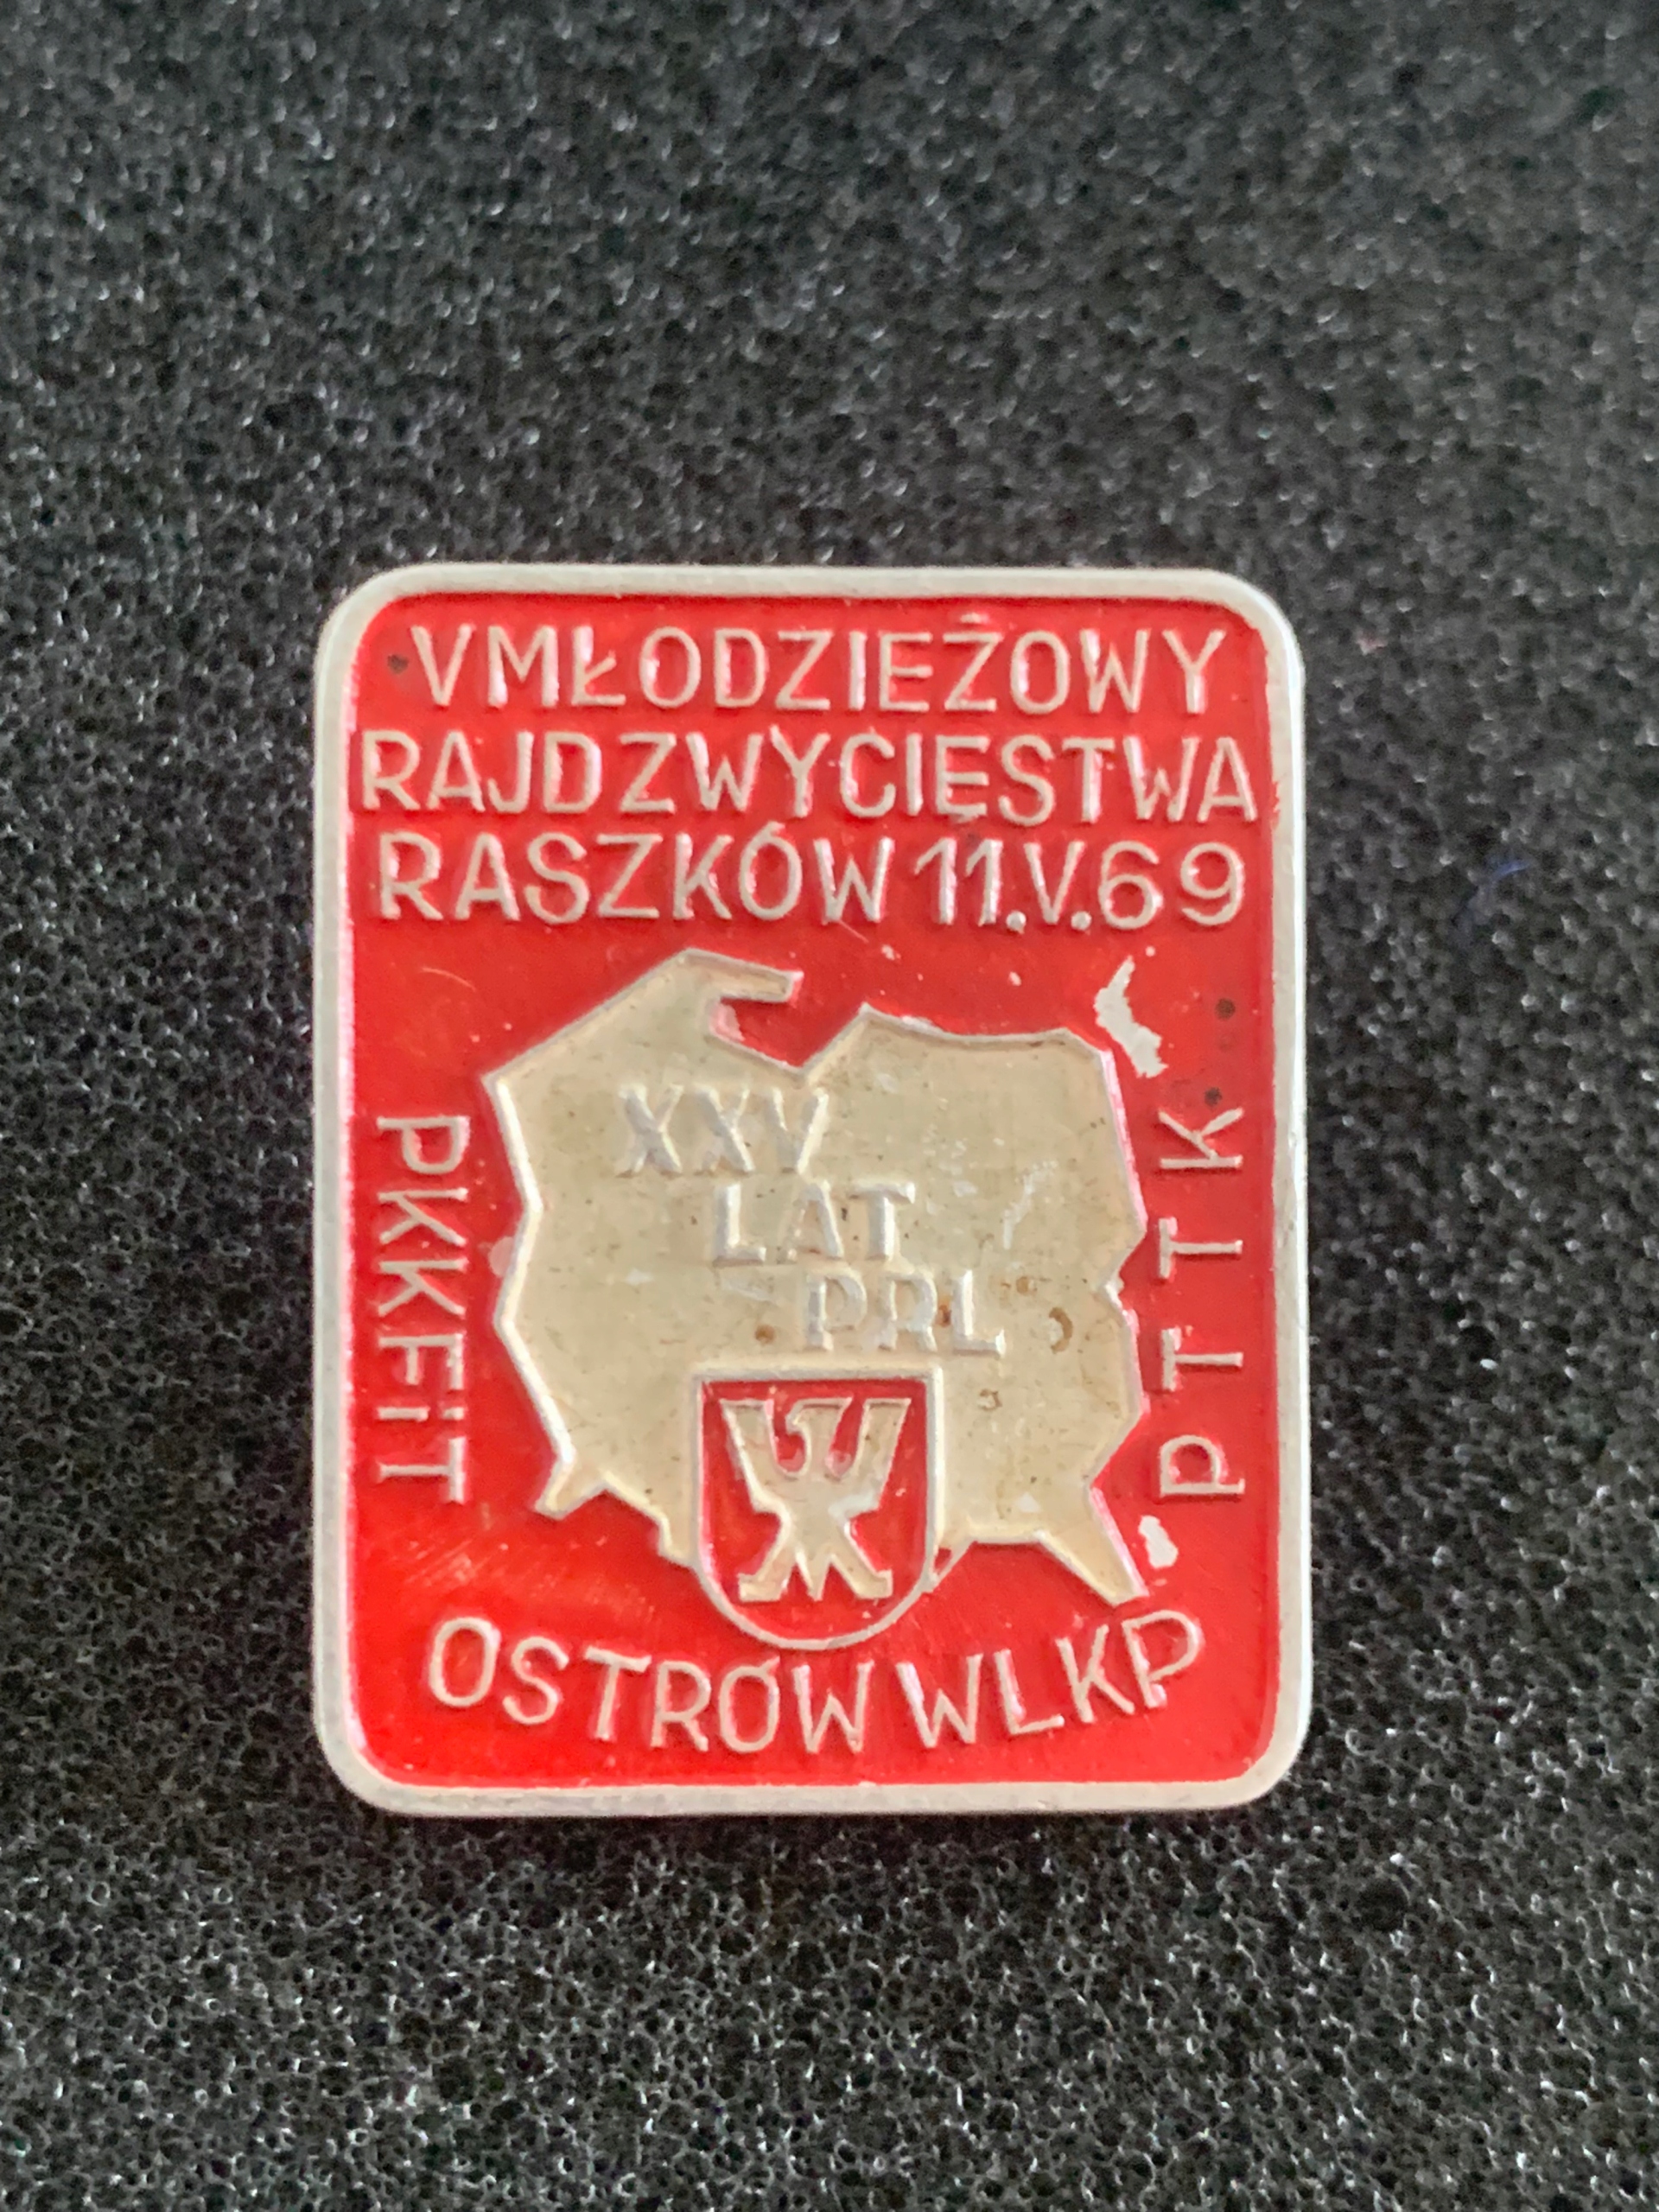 V MŁODZIEŻOWY
RAJD ZWYCIĘSTWA
RASZKÓW 11.V.69
XXV
LAT
PRL
PKKFiT
PTTK
OSTRÓW WLKP